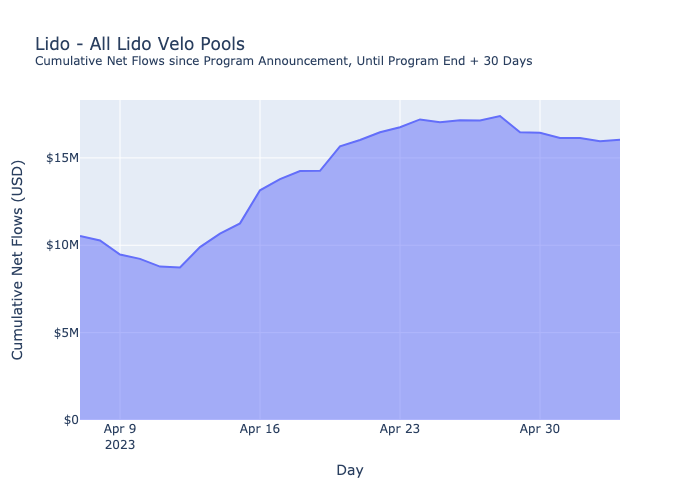 Lido - All Lido Velo Pools
Cumulative Net Flows since Program Announcement, Until Program End + 30 Days
Cumulative Net Flows (USD)
$15M
$10M
$5M
$0
Apr 9
2023
Apr 16
Apr 23
Apr 30
Day